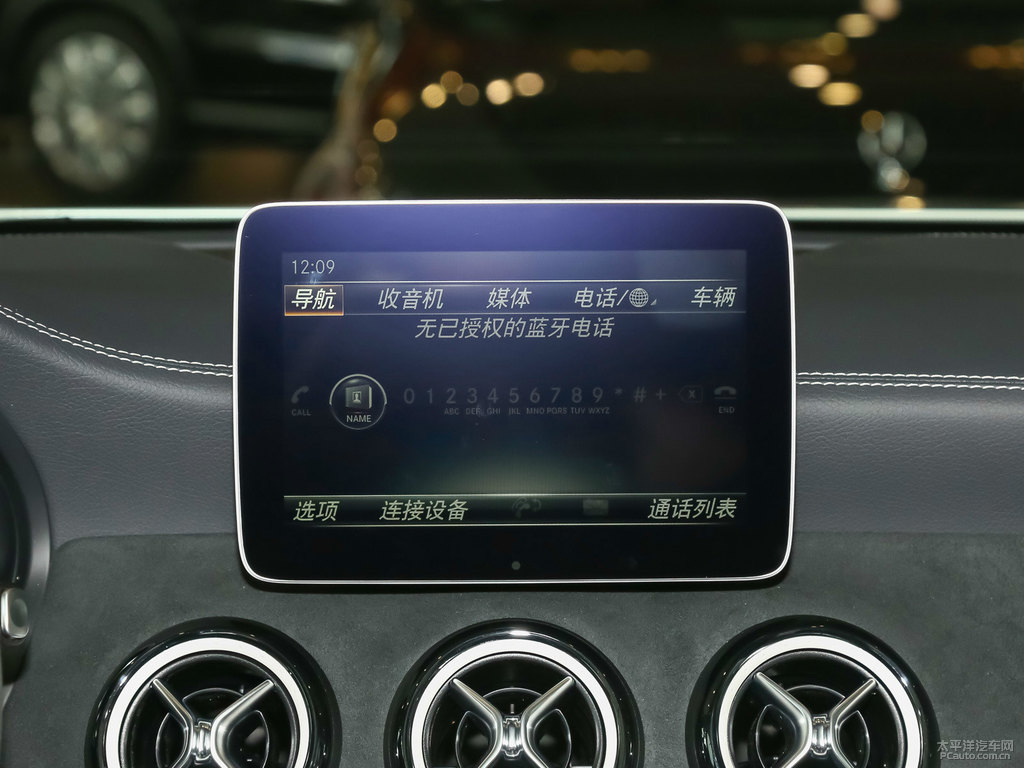 12:09
导航 收音机 媒体 电话/ 车辆
无已授权的蓝牙电话
0 1 2 3 4 5 6 7 8 9 * # + X
CALL NAME ABC DEF GHI JKL MNO PQRS TUV WXYZ END
选项 连接设备 通话列表
太平洋汽车网
PCauto.com.cn